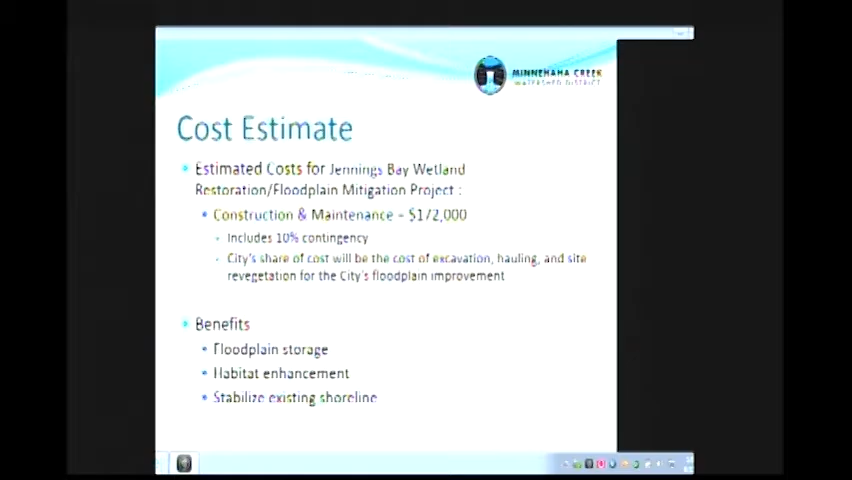 MINNEHAHA CREEK
WATERSHED DISTRICT
Cost Estimate
Estimated Costs for Jennings Bay Wetland
Restoration/Floodplain Mitigation Project :
Construction & Maintenance – $172,000
Includes 10% contingency
City's share of cost will be the cost of excavation, hauling, and site
revegetation for the City's floodplain improvement
Benefits
Floodplain storage
Habitat enhancement
Stabilize existing shoreline